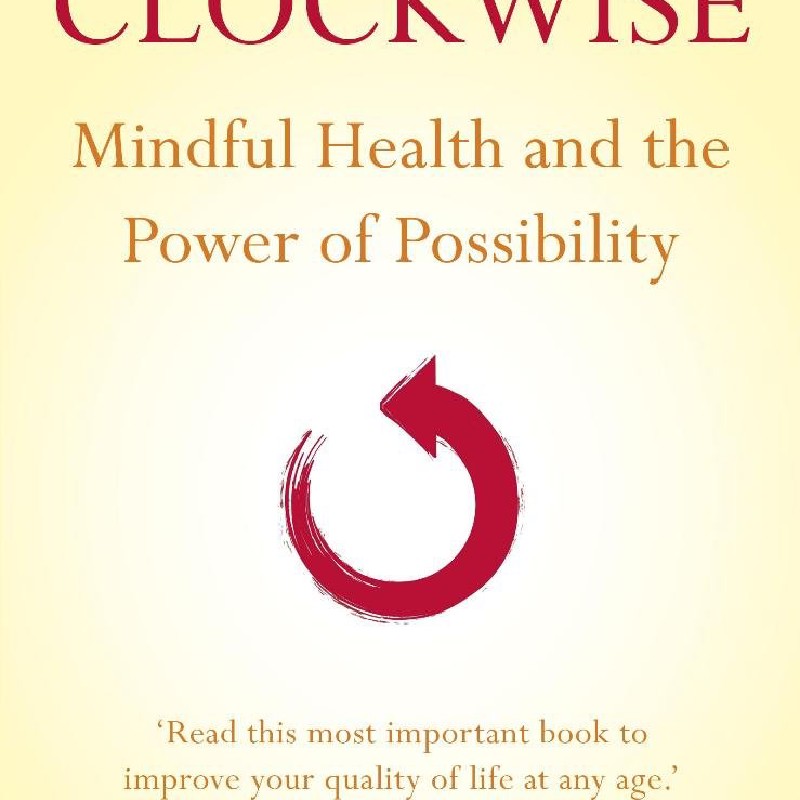 CLOCKWISE
Mindful Health and the
Power of Possibility
‘Read this most important book to
improve your quality of life at any age.’